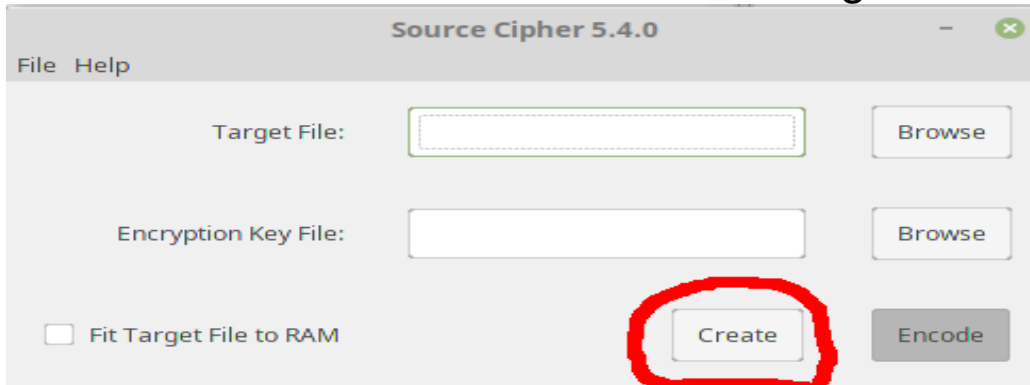 Source Cipher 5.4.0
File Help
Target File: Browse
Encryption Key File: Browse
Fit Target File to RAM Create Encode